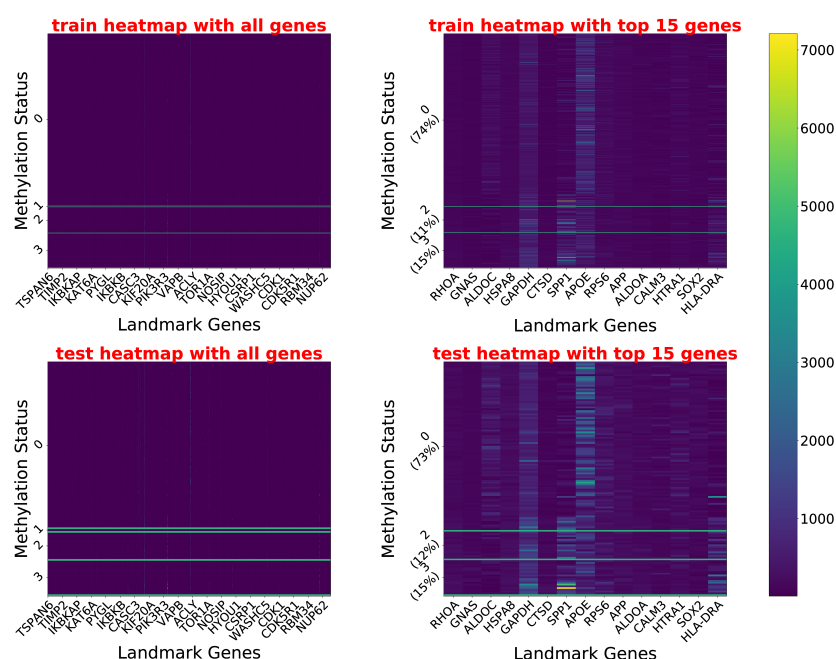 train heatmap with all genes
Methylation Status
0
1
2
3
TSPAN6
TIMP2
IKBKAP
KAT6A
PYGL
IKBKB
CASC3
KIF20A
PIK3R3
VAPB
ACLY
TOR1A
NOSIP
HYOU1
CSRP1
WASHC5
CDK1
CDK5R1
RBM34
NUP62
Landmark Genes
train heatmap with top 15 genes
Methylation Status
0
(74%)
2
(11%)
3
(15%)
RHOA
GNAS
ALDOC
HSPA8
GAPDH
CTSD
SPP1
APOE
RPS6
APP
ALDOA
CALM3
HTRA1
SOX2
HLA-DRA
Landmark Genes
7000
6000
5000
4000
3000
2000
1000
test heatmap with all genes
Methylation Status
0
1
2
3
TSPAN6
TIMP2
IKBKAP
KAT6A
PYGL
IKBKB
CASC3
KIF20A
PIK3R3
VAPB
ACLY
TOR1A
NOSIP
HYOU1
CSRP1
WASHC5
CDK1
CDK5R1
RBM34
NUP62
Landmark Genes
test heatmap with top 15 genes
Methylation Status
0
(73%)
2
(12%)
3
(15%)
RHOA
GNAS
ALDOC
HSPA8
GAPDH
CTSD
SPP1
APOE
RPS6
APP
ALDOA
CALM3
HTRA1
SOX2
HLA-DRA
Landmark Genes